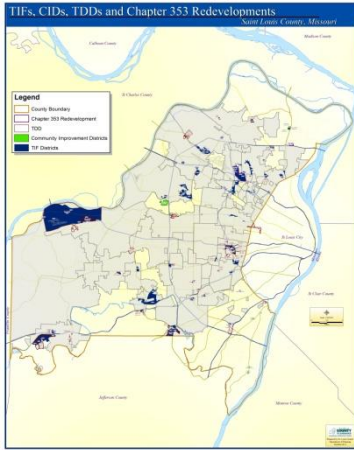 TIFs, CIDs, TDDs and Chapter 353 Redevelopments
Saint Louis County, Missouri
Calhoun County
Madison County
St Charles County
Legend
County Boundary
Chapter 353 Redevelopment
TDD
Community Improvement Districts
TIF Districts
St Louis City
St Clair County
Jefferson County
Monroe County